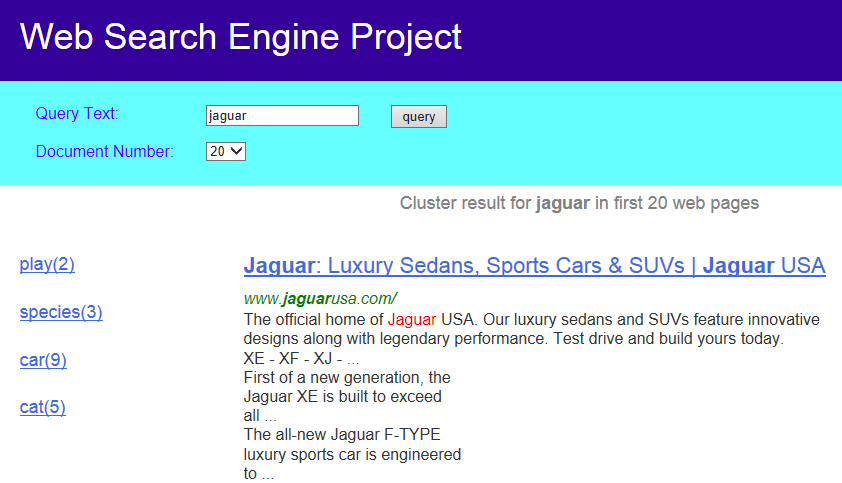 Web Search Engine Project
Query Text: jaguar query
Document Number: 20
Cluster result for jaguar in first 20 web pages
play(2)
species(3)
car(9)
cat(5)
Jaguar: Luxury Sedans, Sports Cars & SUVs | Jaguar USA
www.jaguarusa.com/
The official home of Jaguar USA. Our luxury sedans and SUVs feature innovative
designs along with legendary performance. Test drive and build yours today.
XE - XF - XJ - ...
First of a new generation, the
Jaguar XE is built to exceed
all ...
The all-new Jaguar F-TYPE
luxury sports car is engineered
to ...